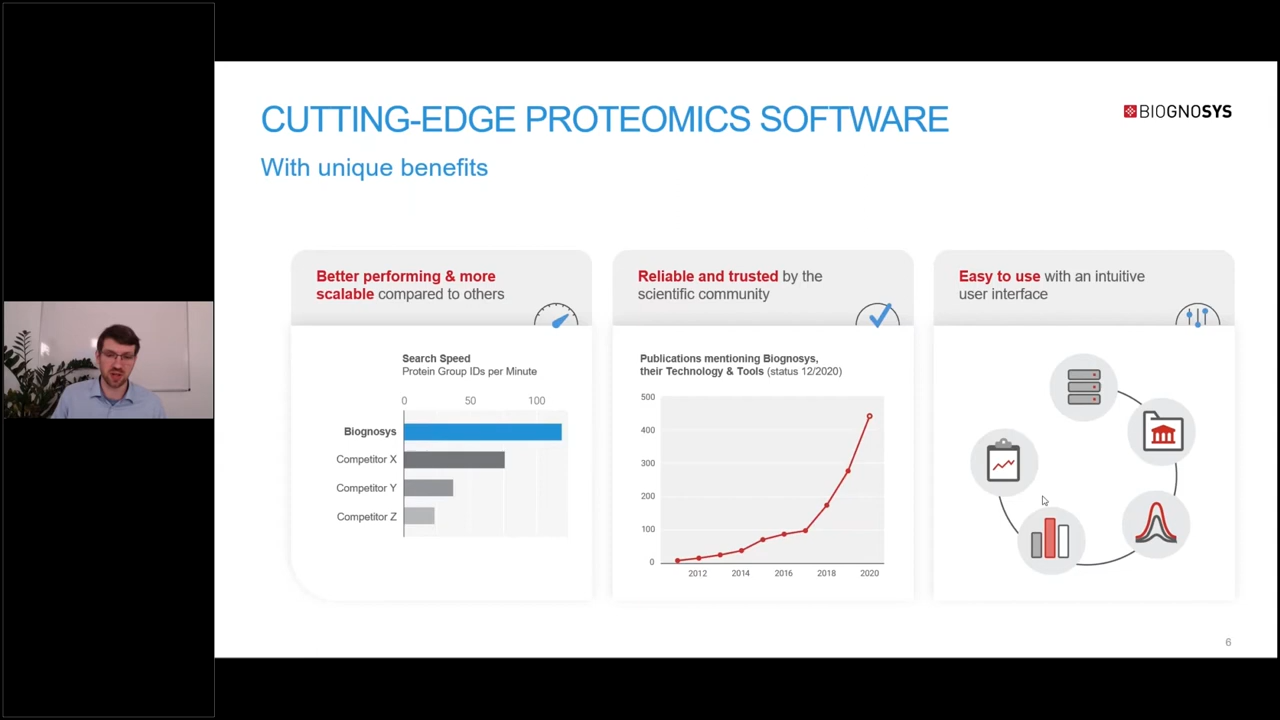 CUTTING-EDGE PROTEOMICS SOFTWARE
BIOGNOSYS
With unique benefits
Better performing & more
scalable compared to others
Search Speed
Protein Group IDs per Minute
0 50 100
Biognosys
Competitor X
Competitor Y
Competitor Z
Reliable and trusted by the
scientific community
Publications mentioning Biognosys,
their Technology & Tools (status 12/2020)
500
400
300
200
100
0
2012 2014 2016 2018 2020
Easy to use with an intuitive
user interface
6